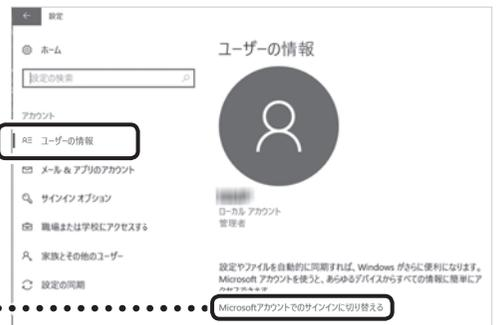 設定
ホーム
設定の検索
アカウント
ユーザーの情報
メール & アプリのアカウント
サインイン オプション
職場または学校にアクセスする
家族とその他のユーザー
設定の同期
ユーザーの情報
ローカル アカウント
管理者
設定やファイルを自動的に同期すれば、Windows がさらに便利になります。
Microsoft アカウントを使うと、あらゆるデバイスからすべての情報に簡単にア
クセスできます
Microsoftアカウントでのサインインに切り替える